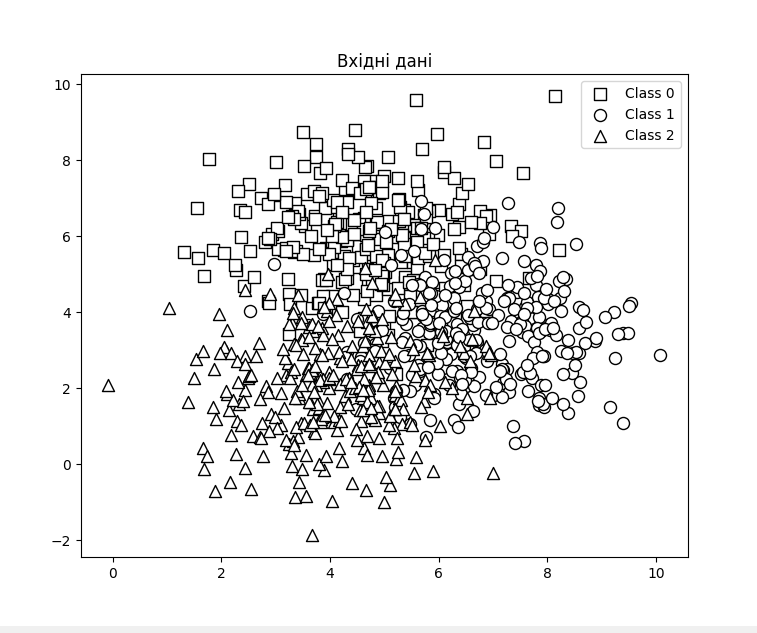 Вхідні дані
Class 0
Class 1
Class 2
10
8
6
4
2
0
−2
0 2 4 6 8 10